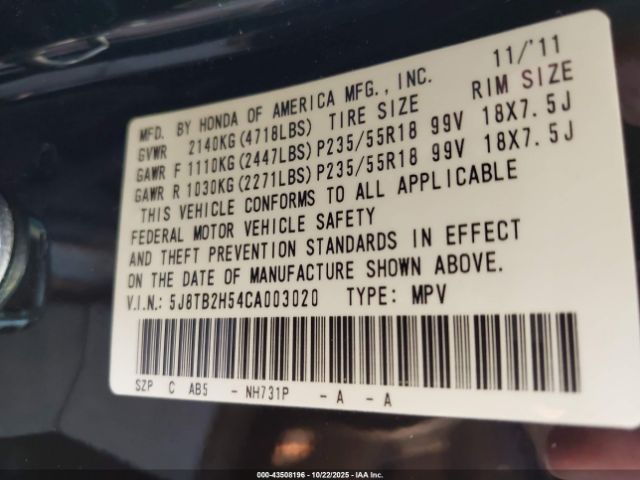 11/'11
MFD. BY HONDA OF AMERICA MFG., INC.
GVWR 2140KG(4718LBS) TIRE SIZE RIM SIZE
GAWR F 1110KG(2447LBS)P235/55R18 99V 18X7.5J
GAWR R 1030KG(2271LBS)P235/55R18 99V 18X7.5J
THIS VEHICLE CONFORMS TO ALL APPLICABLE
FEDERAL MOTOR VEHICLE SAFETY
AND THEFT PREVENTION STANDARDS IN EFFECT
ON THE DATE OF MANUFACTURE SHOWN ABOVE.
V.I.N.: 5J8TB2H54CA003020 TYPE: MPV
SZP C AB5 - NH731P - A - A
000-43508196 - 10/22/2025 - IAA Inc.